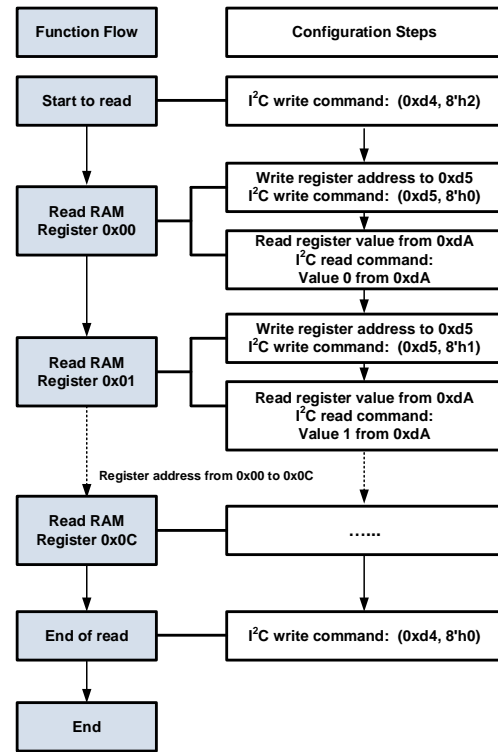 Function Flow
Configuration Steps
Start to read
I²C write command: (0xd4, 8'h2)
Read RAM
Register 0x00
Write register address to 0xd5
I²C write command: (0xd5, 8'h0)
Read register value from 0xdA
I²C read command:
Value 0 from 0xdA
Read RAM
Register 0x01
Write register address to 0xd5
I²C write command: (0xd5, 8'h1)
Read register value from 0xdA
I²C read command:
Value 1 from 0xdA
Register address from 0x00 to 0x0C
Read RAM
Register 0x0C
…...
End of read
I²C write command: (0xd4, 8'h0)
End